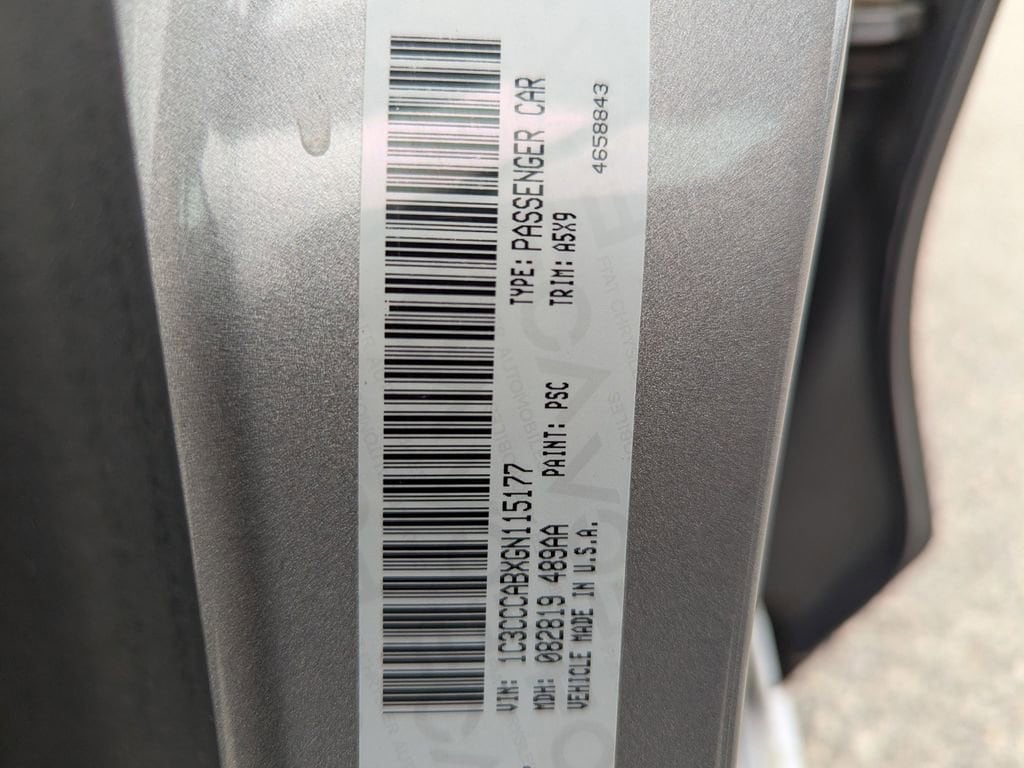 VIN: 1C3CCCABXGN115177
TYPE: PASSENGER CAR
MDH: 082819 489AA
PAINT: PSC
TRIM: A5X9
VEHICLE MADE IN U.S.A.
4658843